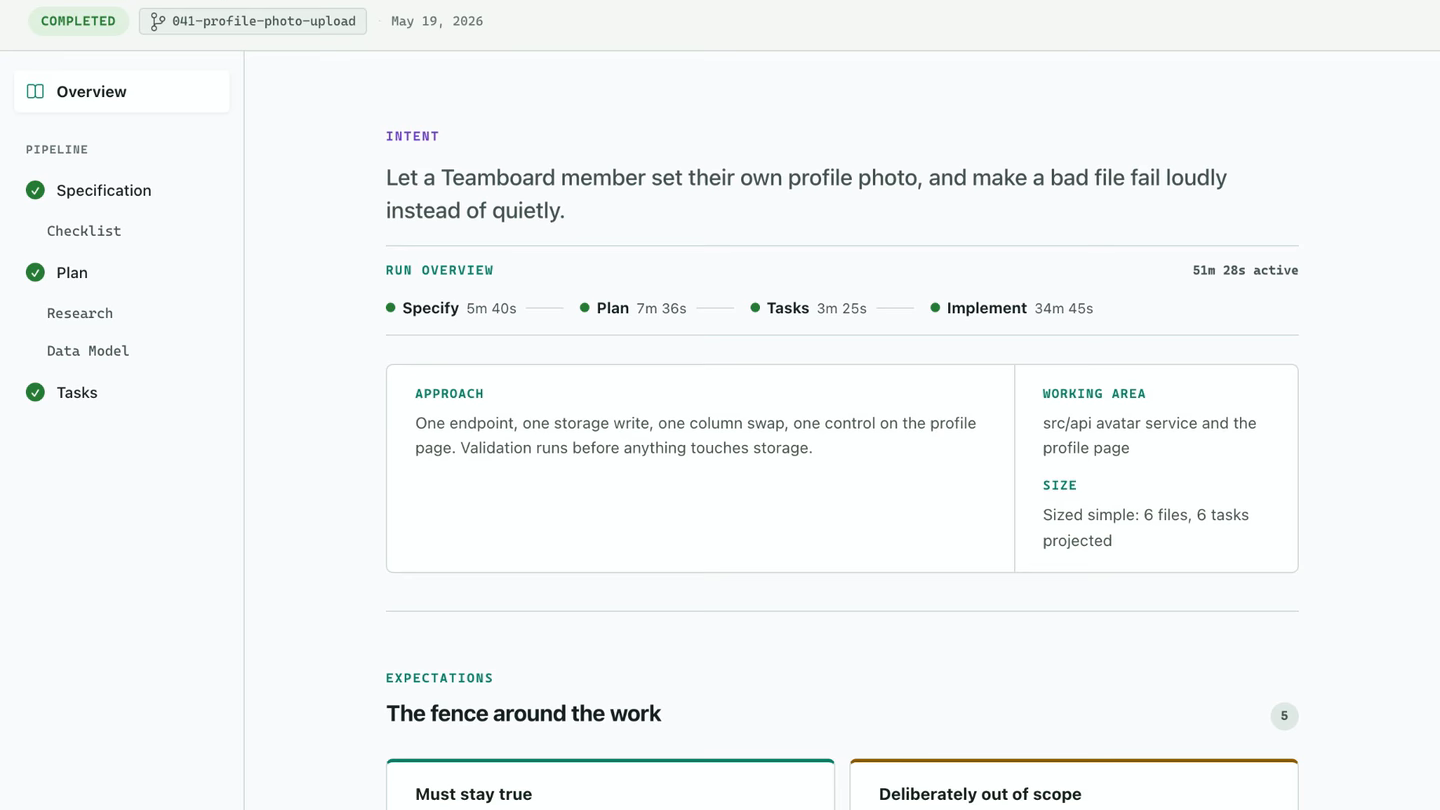 COMPLETED
041-profile-photo-upload
· May 19, 2026
Overview
PIPELINE
Specification
Checklist
Plan
Research
Data Model
Tasks
INTENT
Let a Teamboard member set their own profile photo, and make a bad file fail loudly
instead of quietly.
RUN OVERVIEW
51m 28s active
Specify 5m 40s
Plan 7m 36s
Tasks 3m 25s
Implement 34m 45s
APPROACH
One endpoint, one storage write, one column swap, one control on the profile
page. Validation runs before anything touches storage.
WORKING AREA
src/api avatar service and the
profile page
SIZE
Sized simple: 6 files, 6 tasks
projected
EXPECTATIONS
The fence around the work
5
Must stay true
Deliberately out of scope